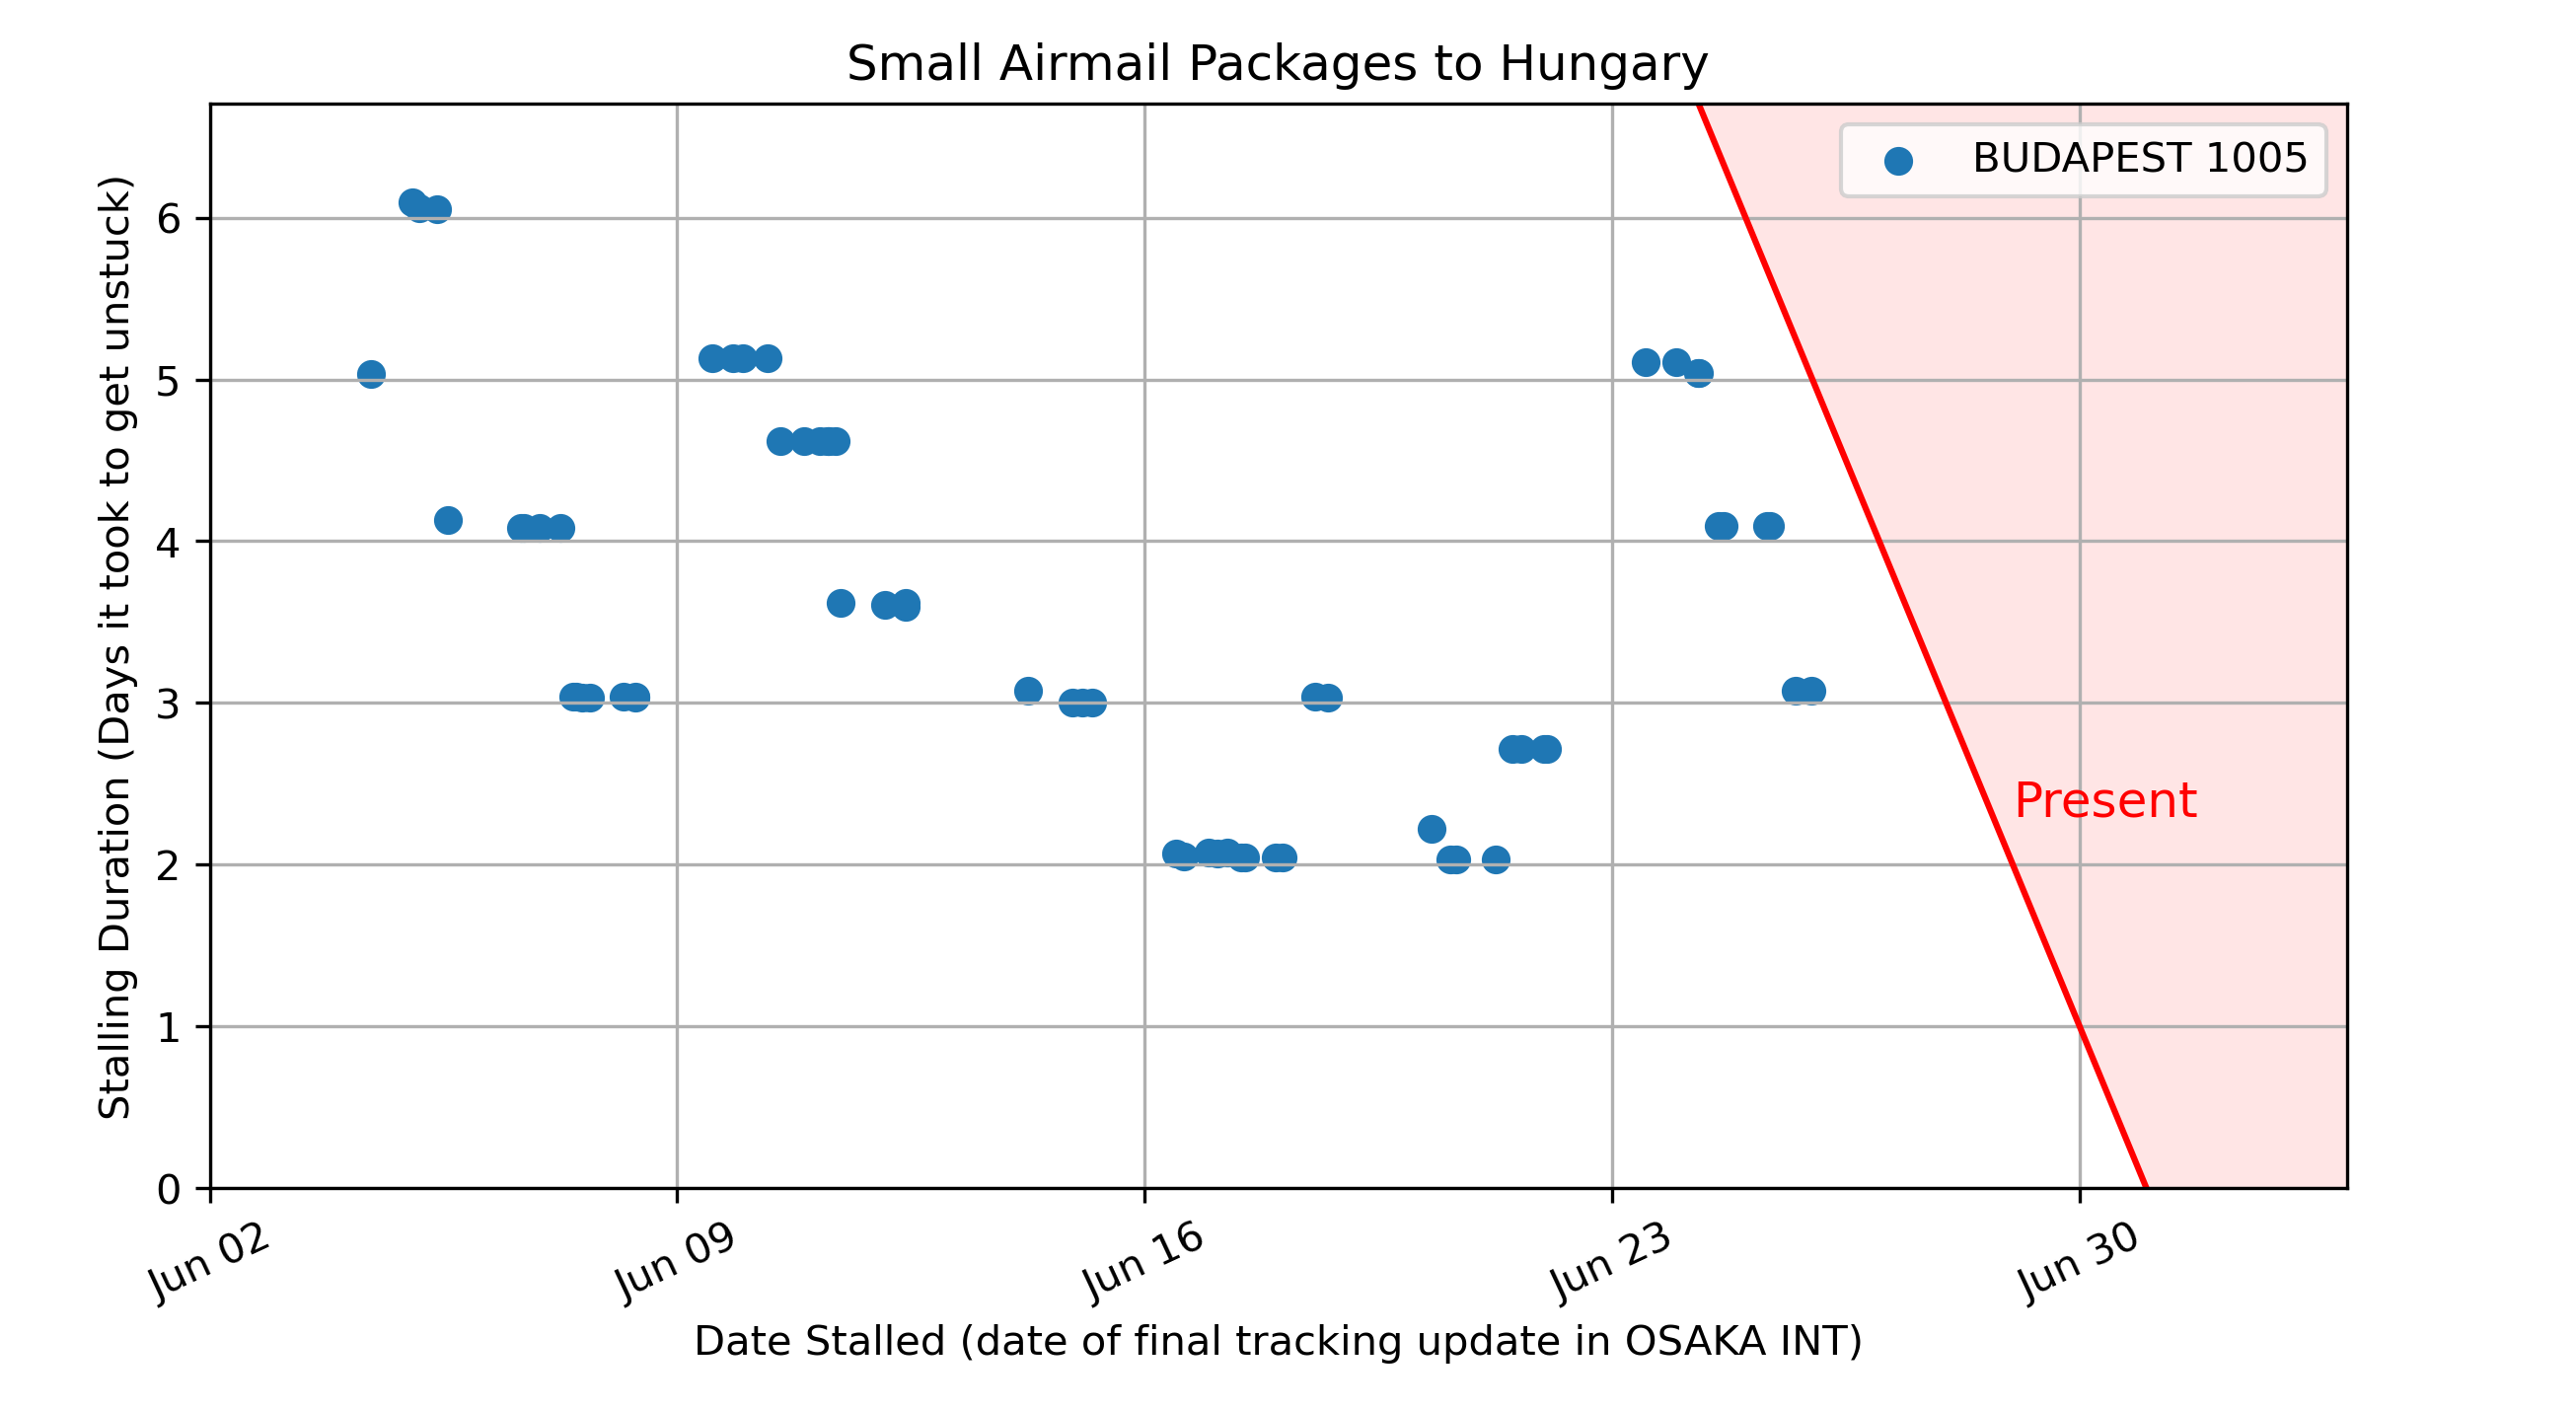 Small Airmail Packages to Hungary
BUDAPEST 1005
Stalling Duration (Days it took to get unstuck)
6
5
4
3
2
1
0
Present
Jun 02
Jun 09
Jun 16
Jun 23
Jun 30
Date Stalled (date of final tracking update in OSAKA INT)